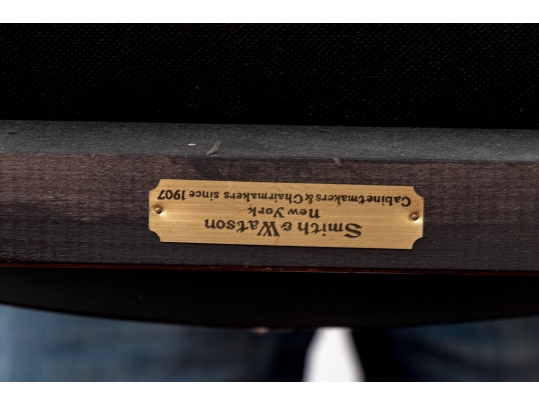 Smith & Watson
New York
Cabinetmakers & Chairmakers since 1907